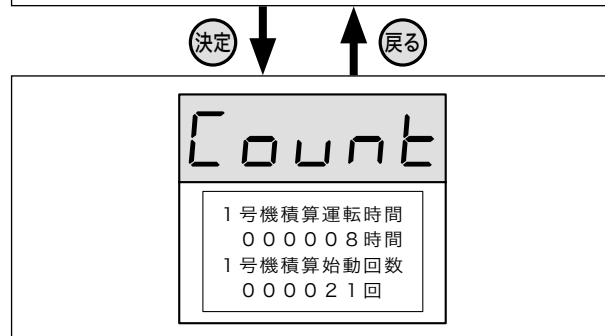 決定 戻る
Count
1号機積算運転時間
000008時間
1号機積算始動回数
000021回